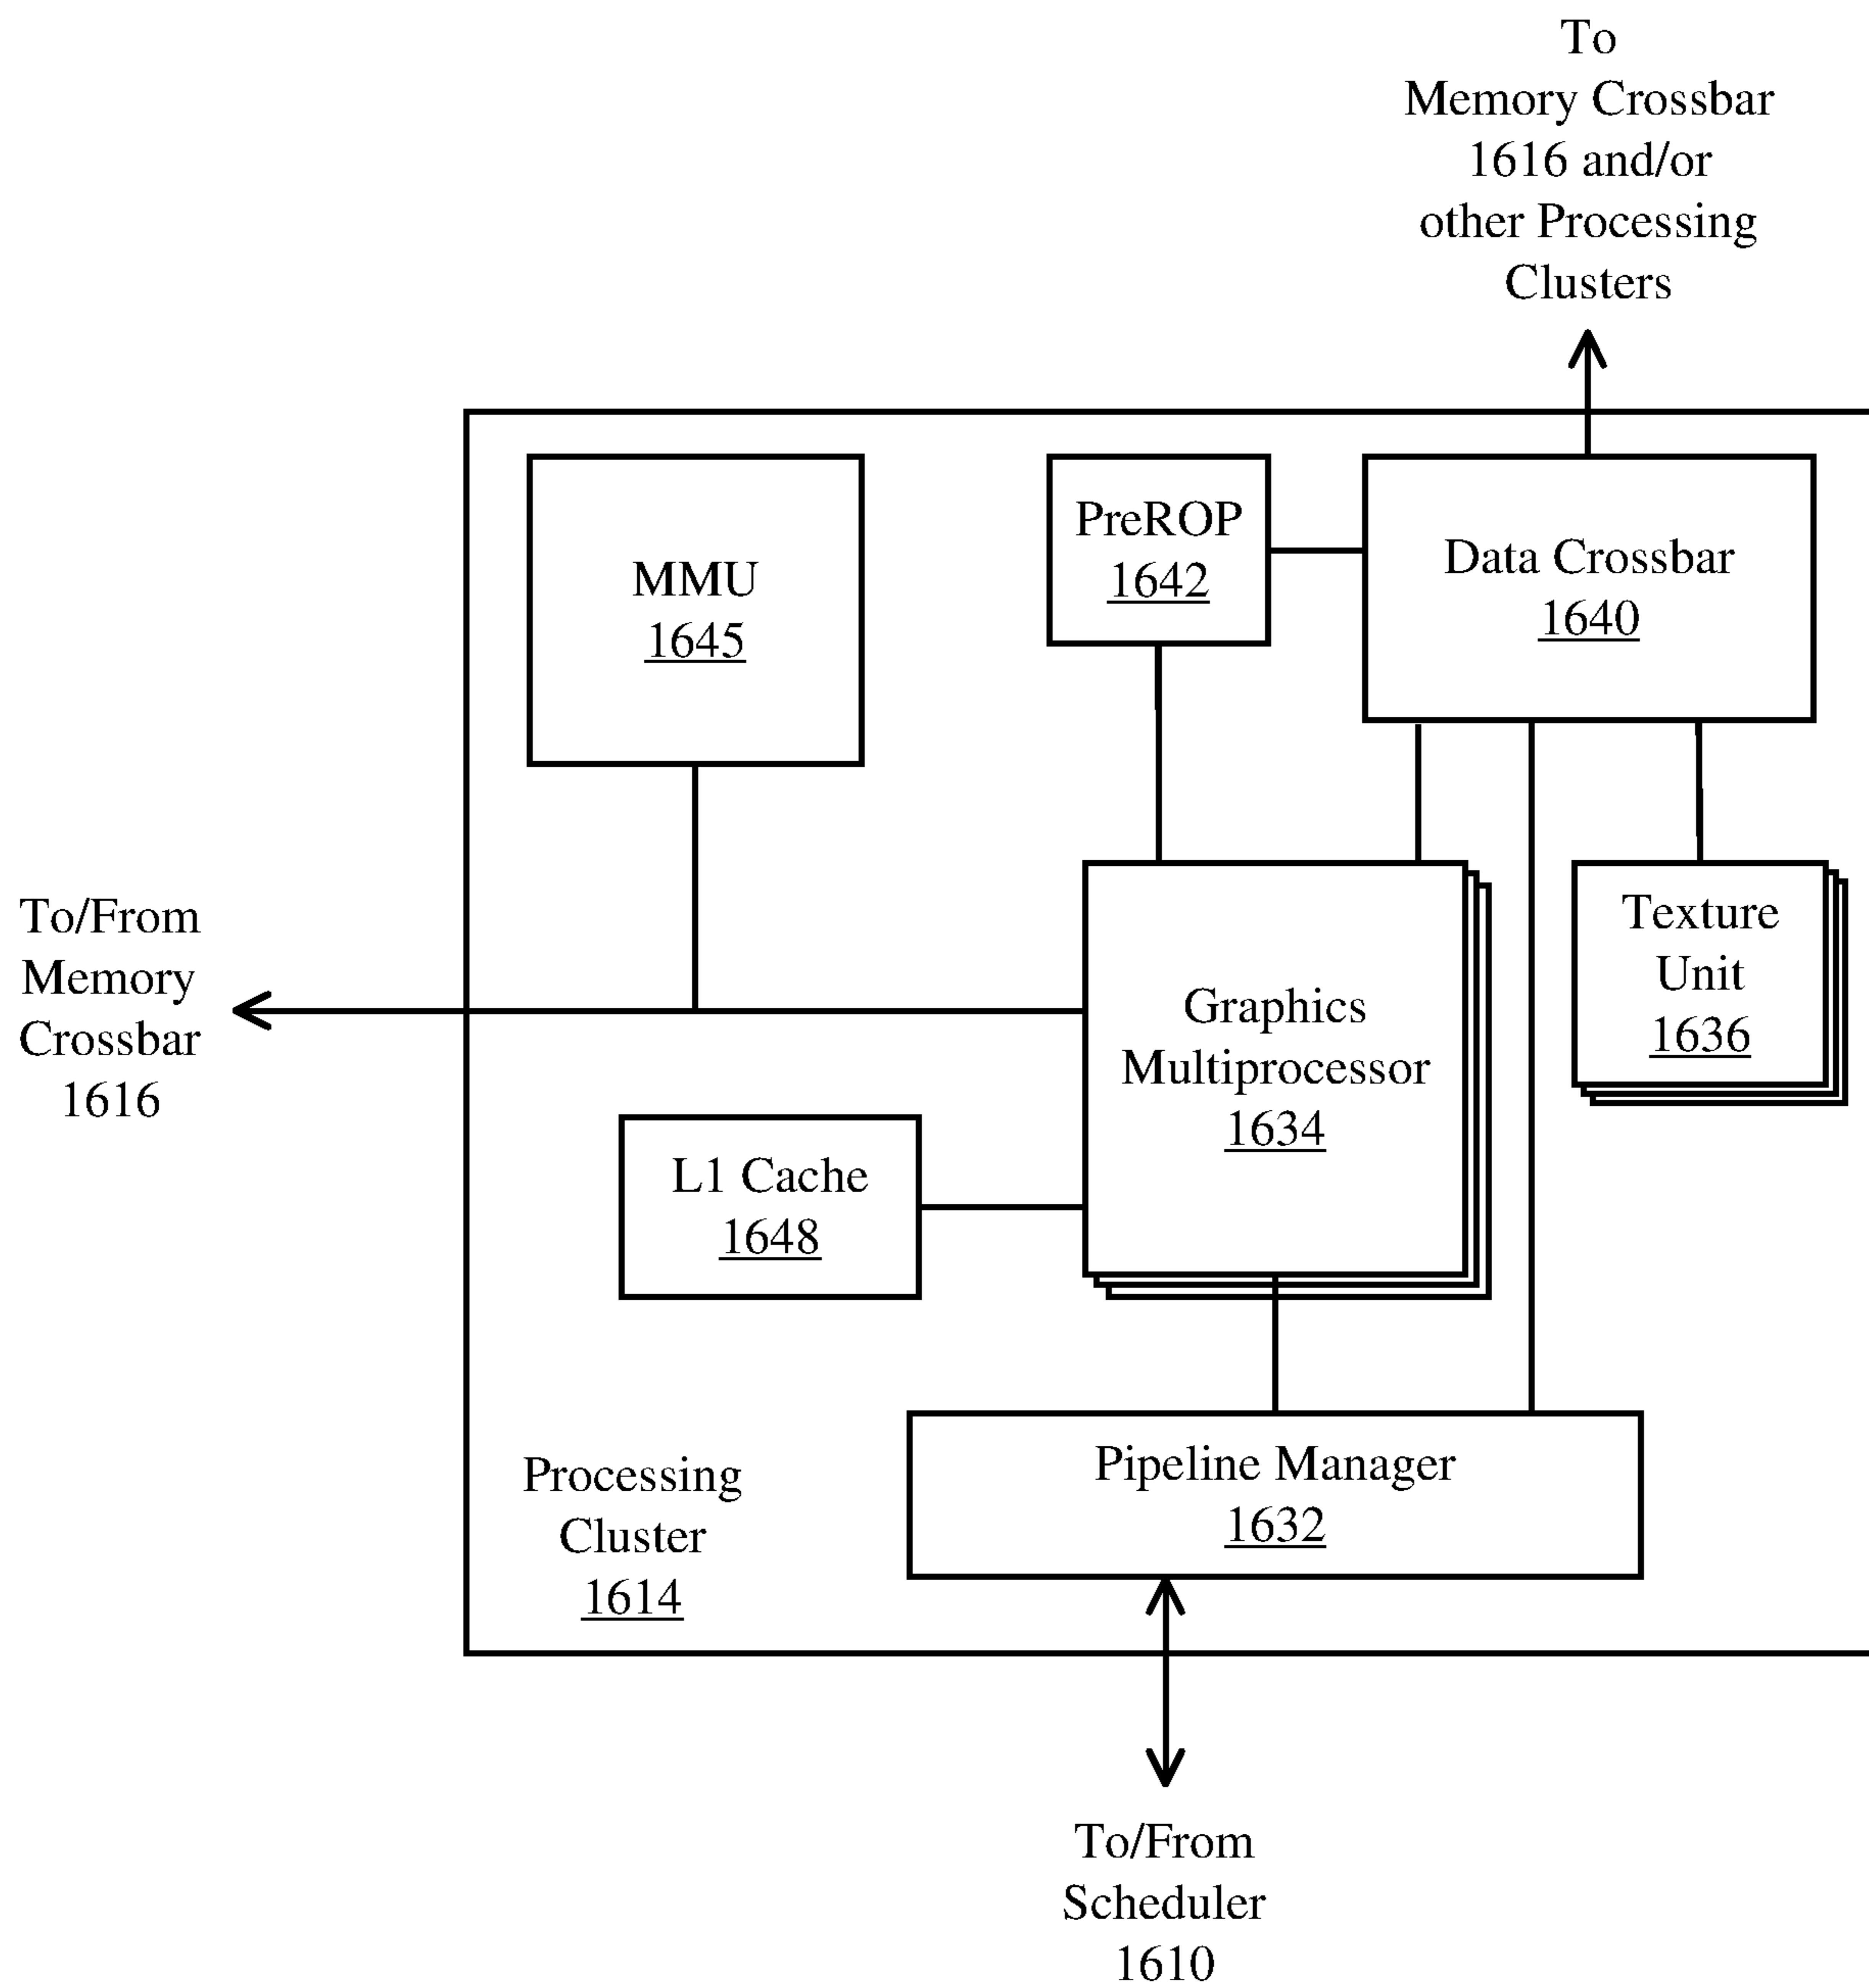 To
Memory Crossbar
1616 and/or
other Processing
Clusters
MMU
1645
PreROP
1642
Data Crossbar
1640
To/From
Memory
Crossbar
1616
Graphics
Multiprocessor
1634
Texture
Unit
1636
L1 Cache
1648
Processing
Cluster
1614
Pipeline Manager
1632
To/From
Scheduler
1610